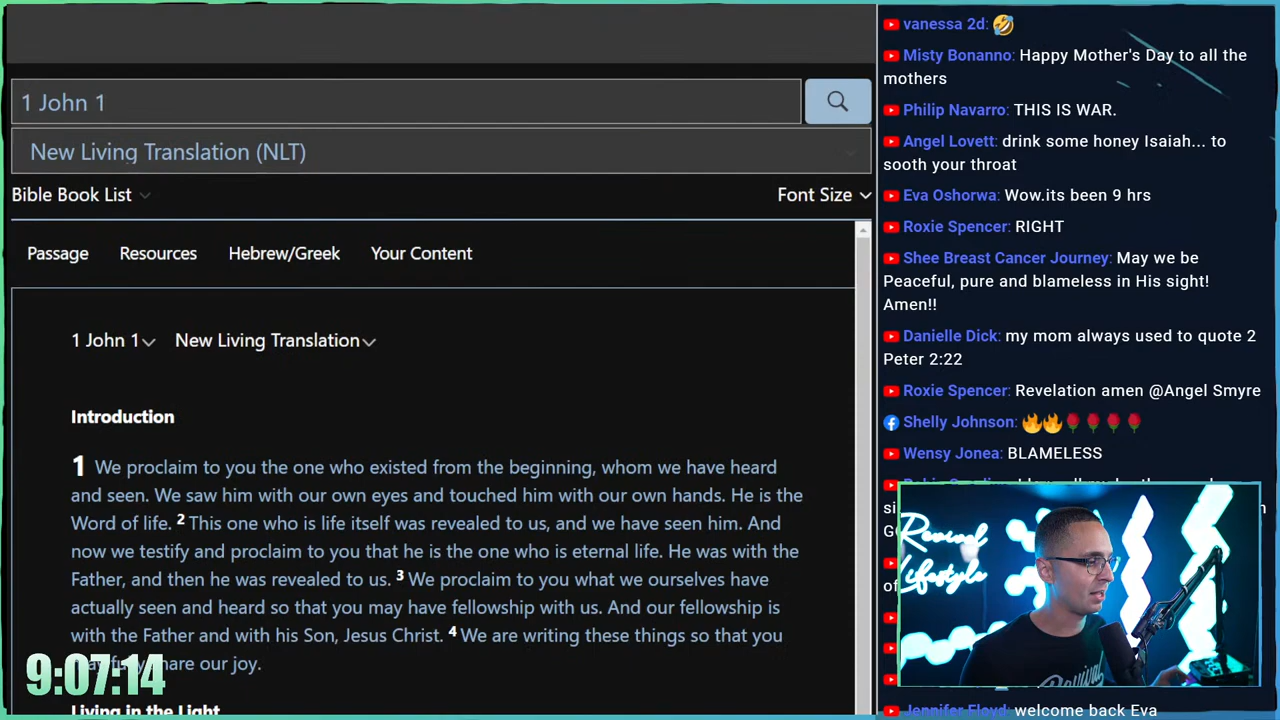 1 John 1
New Living Translation (NLT)
Bible Book List
Font Size
Passage
Resources
Hebrew/Greek
Your Content
1 John 1
New Living Translation
Introduction
1 We proclaim to you the one who existed from the beginning, whom we have heard
and seen. We saw him with our own eyes and touched him with our own hands. He is the
Word of life. 2 This one who is life itself was revealed to us, and we have seen him. And
now we testify and proclaim to you that he is the one who is eternal life. He was with the
Father, and then he was revealed to us. 3 We proclaim to you what we ourselves have
actually seen and heard so that you may have fellowship with us. And our fellowship is
with the Father and with his Son, Jesus Christ. 4 We are writing these things so that you
our joy.
Living in the Light
9:07:14
vanessa 2d: 🤣
Misty Bonanno: Happy Mother's Day to all the
mothers
Philip Navarro: THIS IS WAR.
Angel Lovett: drink some honey Isaiah... to
sooth your throat
Eva Oshorwa: Wow.its been 9 hrs
Roxie Spencer: RIGHT
Shee Breast Cancer Journey: May we be
Peaceful, pure and blameless in His sight!
Amen!!
Danielle Dick: my mom always used to quote 2
Peter 2:22
Roxie Spencer: Revelation amen @Angel Smyre
Shelly Johnson: 🔥🔥🌹🌹🌹🌹
Wensy Jonea: BLAMELESS
Revival
Lifestyle
Jennifer Floyd: welcome back Eva